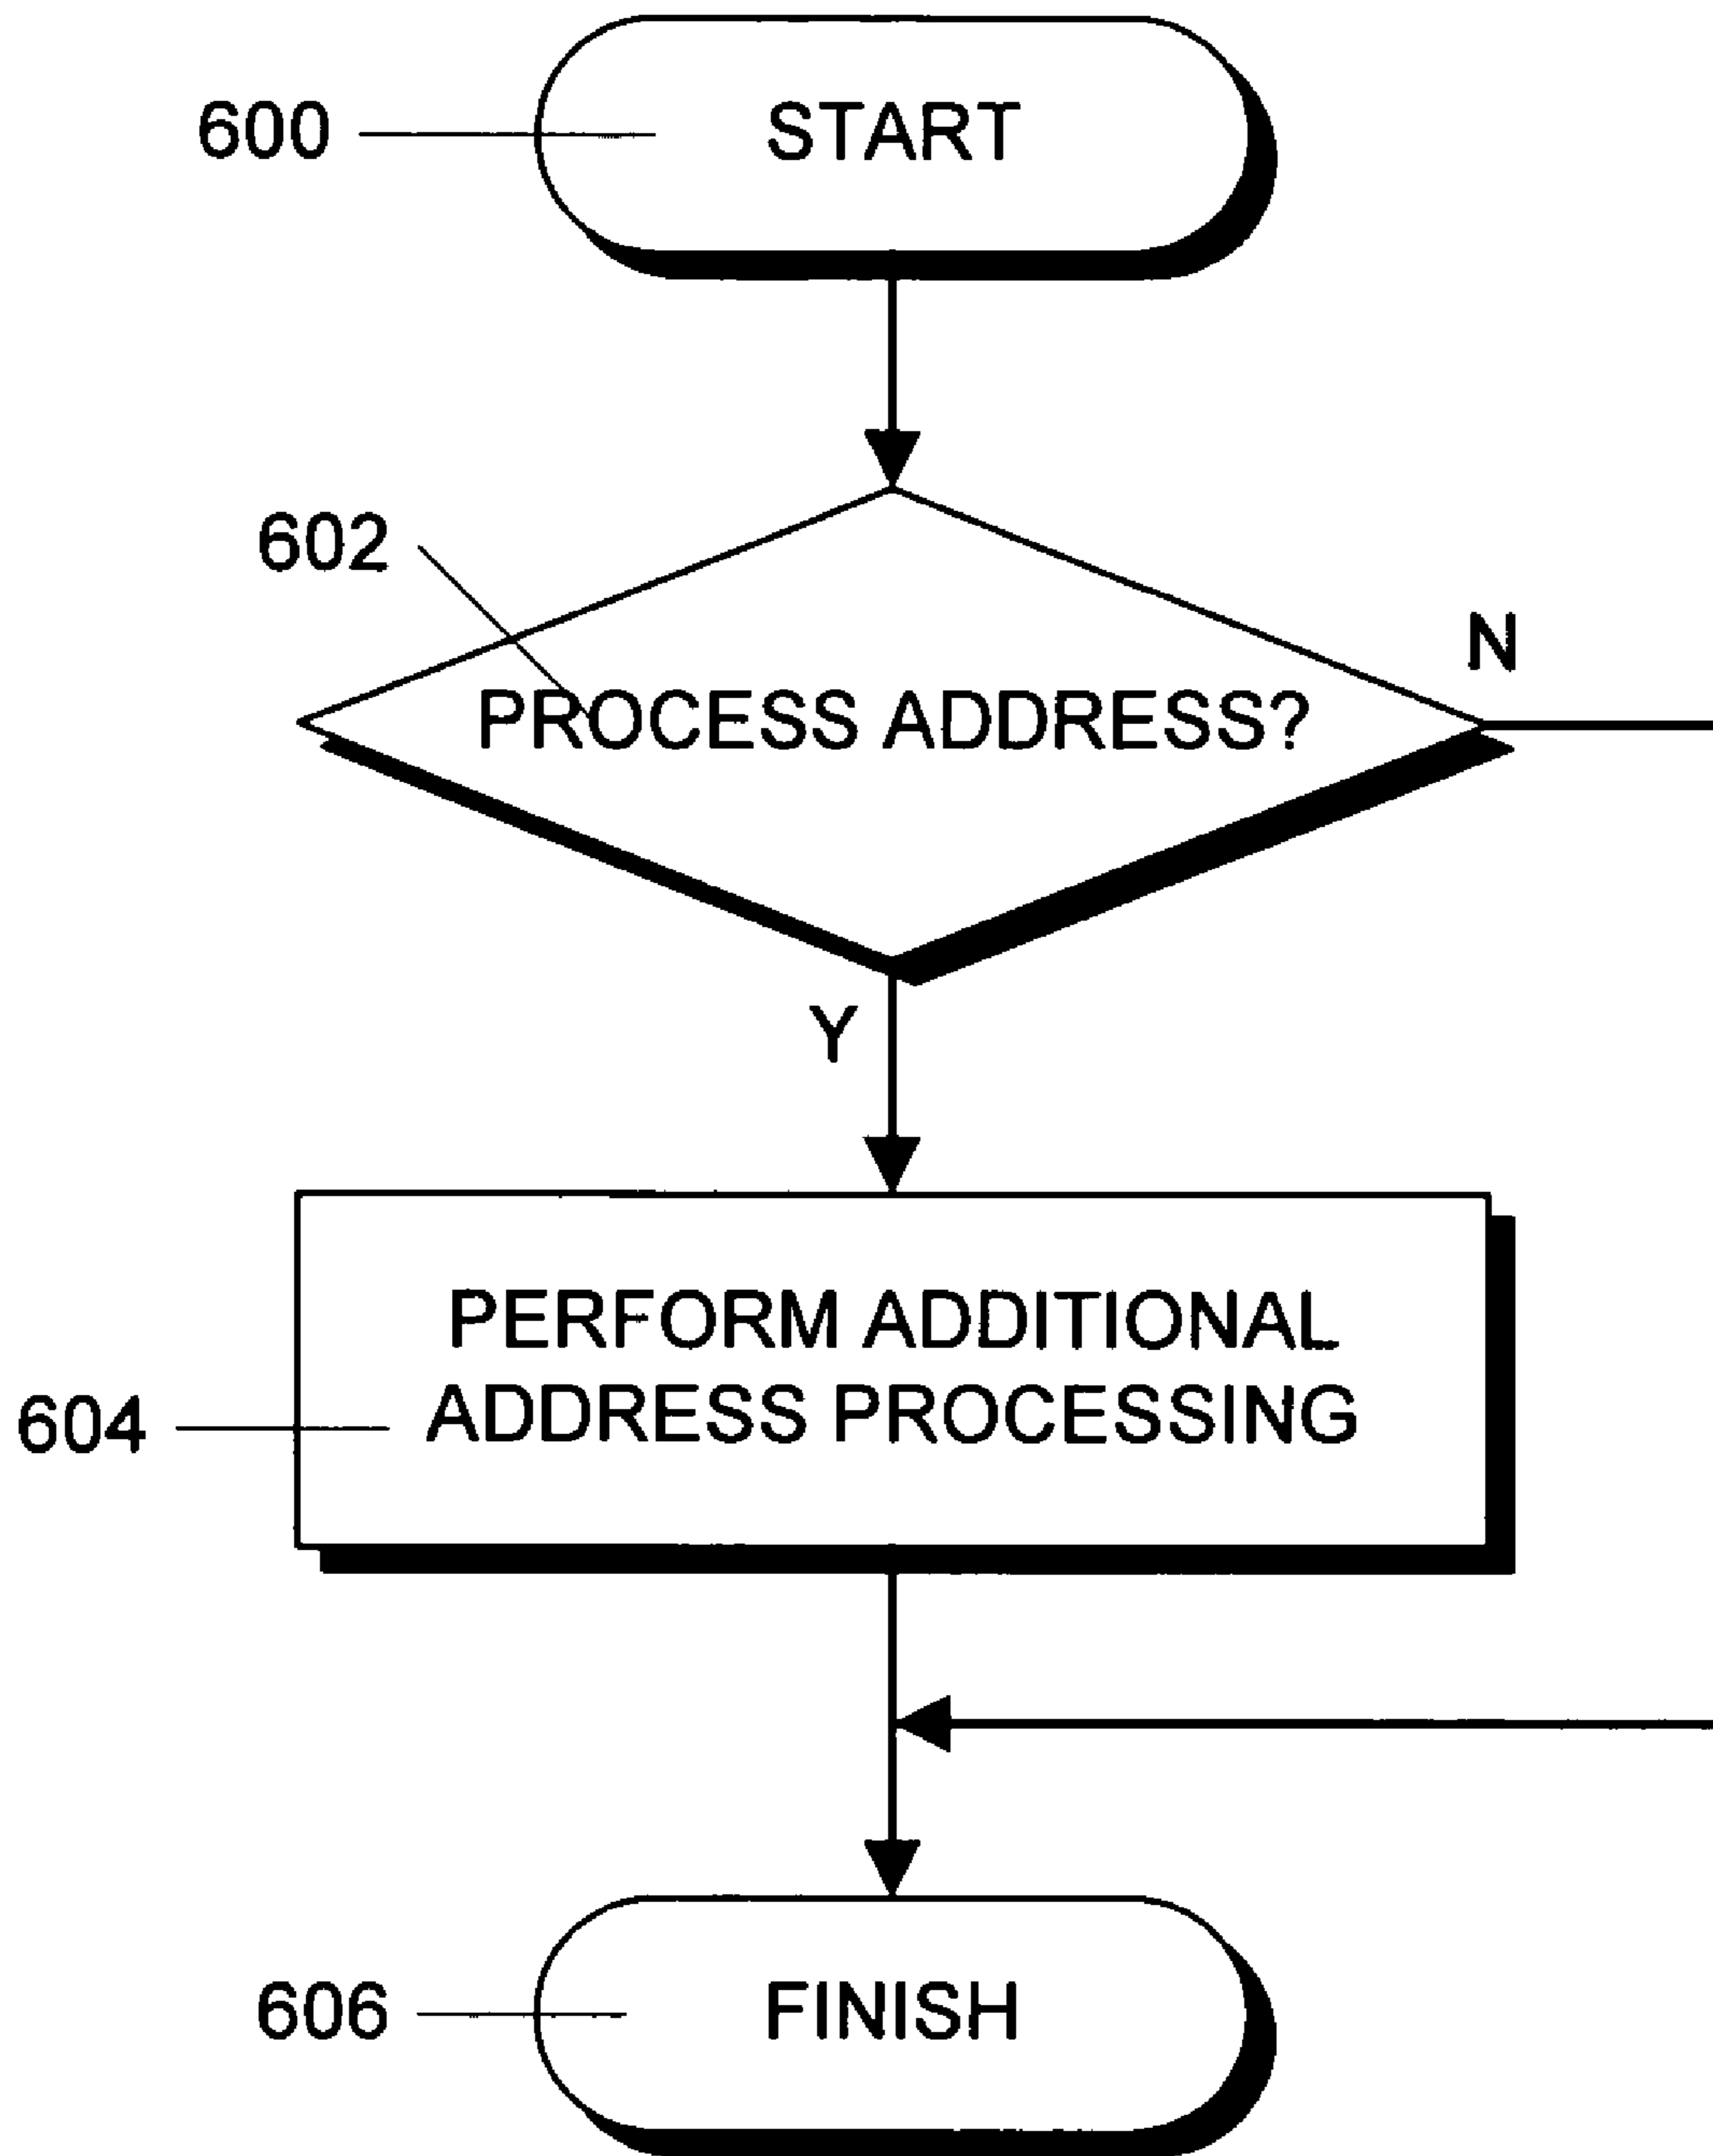 600
START
602
N
PROCESS ADDRESS?
Y
PERFORM ADDITIONAL
ADDRESS PROCESSING
604
606
FINISH